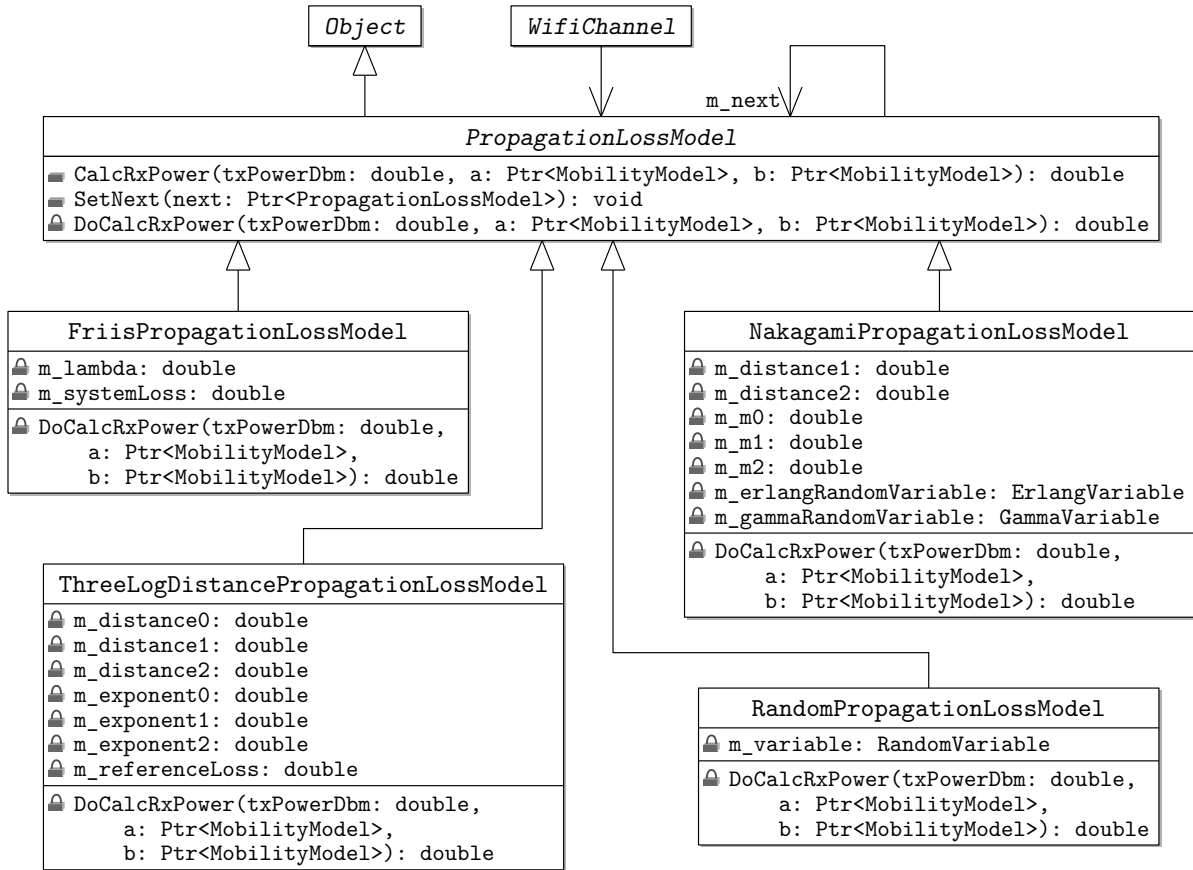 Object
WifiChannel
m_next
PropagationLossModel
CalcRxPower(txPowerDbm: double, a: Ptr<MobilityModel>, b: Ptr<MobilityModel>): double
SetNext(next: Ptr<PropagationLossModel>): void
DoCalcRxPower(txPowerDbm: double, a: Ptr<MobilityModel>, b: Ptr<MobilityModel>): double
FriisPropagationLossModel
m_lambda: double
m_systemLoss: double
DoCalcRxPower(txPowerDbm: double,
a: Ptr<MobilityModel>,
b: Ptr<MobilityModel>): double
NakagamiPropagationLossModel
m_distance1: double
m_distance2: double
m_m0: double
m_m1: double
m_m2: double
m_erlangRandomVariable: ErlangVariable
m_gammaRandomVariable: GammaVariable
DoCalcRxPower(txPowerDbm: double,
a: Ptr<MobilityModel>,
b: Ptr<MobilityModel>): double
ThreeLogDistancePropagationLossModel
m_distance0: double
m_distance1: double
m_distance2: double
m_exponent0: double
m_exponent1: double
m_exponent2: double
m_referenceLoss: double
DoCalcRxPower(txPowerDbm: double,
a: Ptr<MobilityModel>,
b: Ptr<MobilityModel>): double
RandomPropagationLossModel
m_variable: RandomVariable
DoCalcRxPower(txPowerDbm: double,
a: Ptr<MobilityModel>,
b: Ptr<MobilityModel>): double